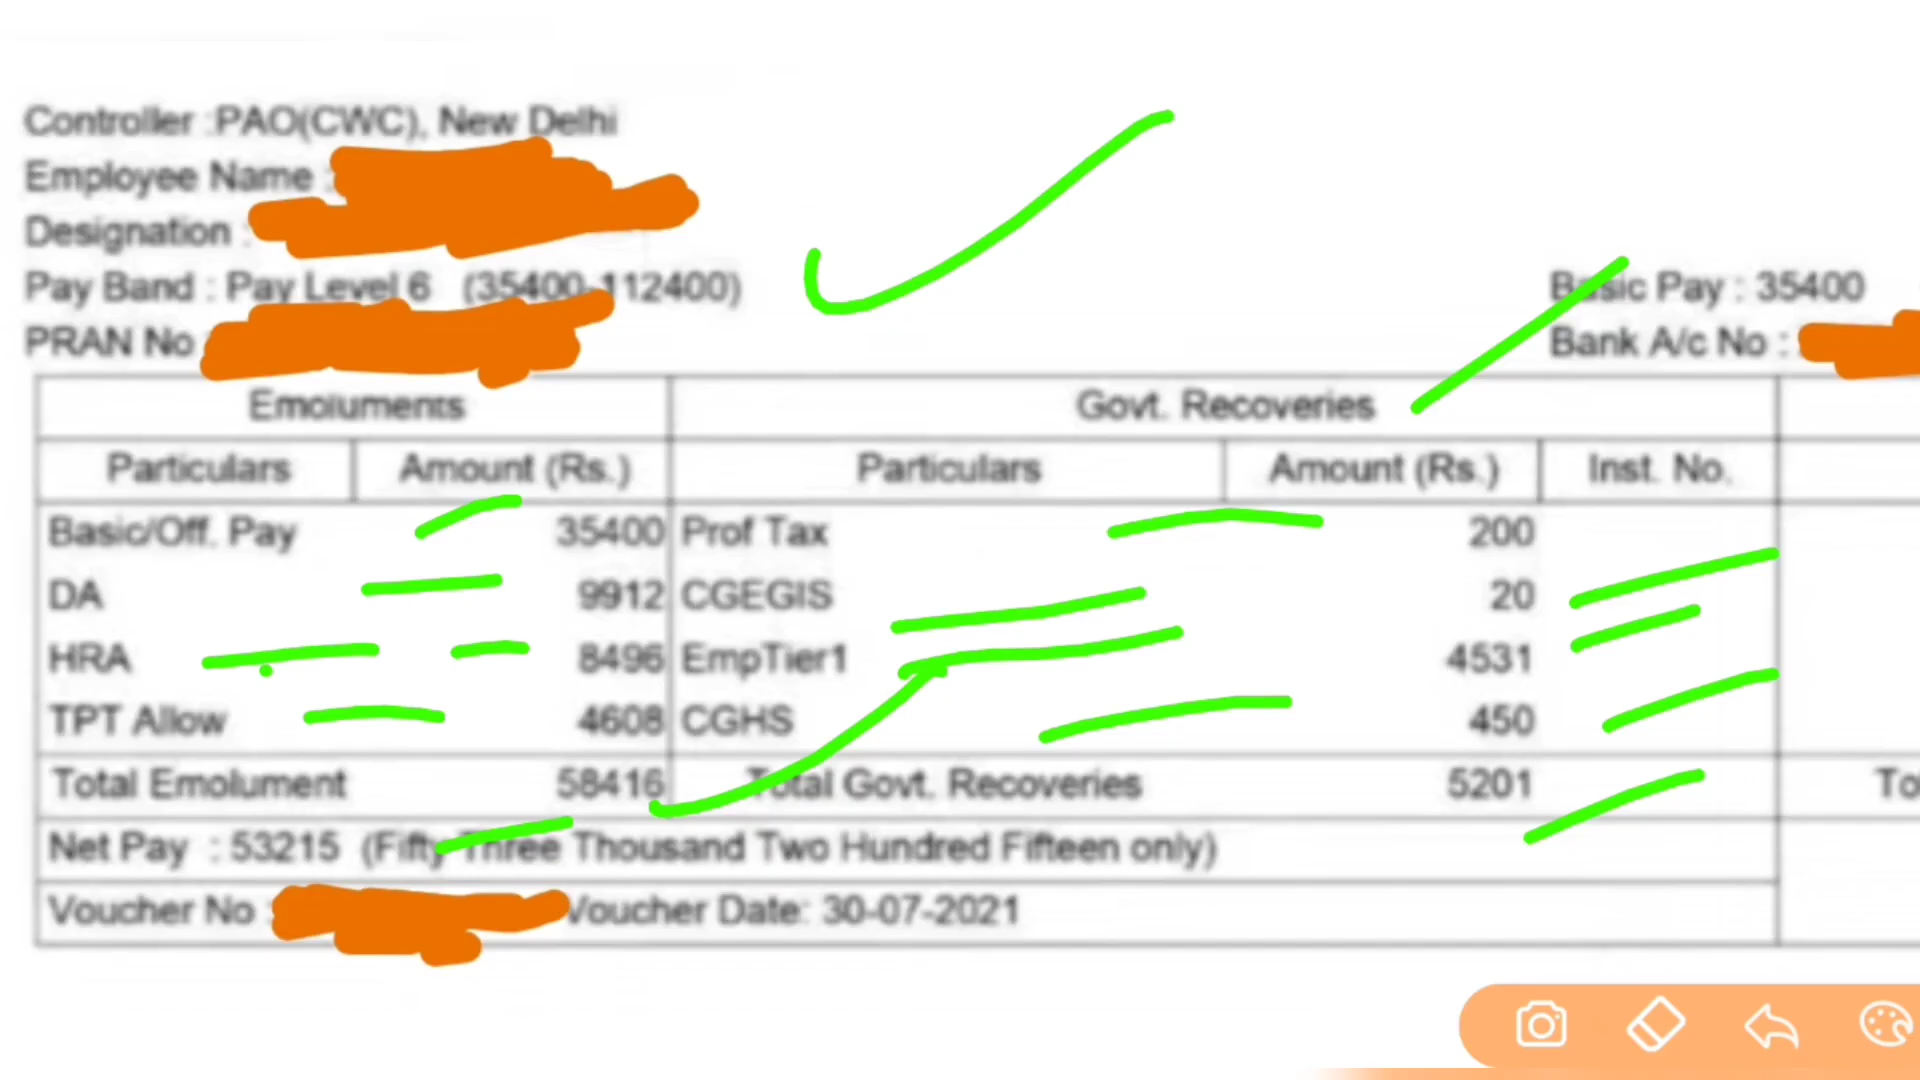 Controller :PAO(CWC), New Delhi
Employee Name :
Designation :
Pay Band : Pay Level 6 (35400-112400)
Basic Pay : 35400
PRAN No
Bank A/c No :
Emoluments Govt. Recoveries
Particulars Amount (Rs.) Particulars Amount (Rs.) Inst. No.
Basic/Off. Pay 35400 Prof Tax 200
DA 9912 CGEGIS 20
HRA 8496 EmpTier1 4531
TPT Allow 4608 CGHS 450
Total Emolument 58416 Total Govt. Recoveries 5201 To
Net Pay : 53215 (Fifty Three Thousand Two Hundred Fifteen only)
Voucher No : Voucher Date: 30-07-2021